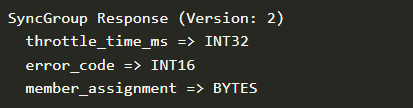 SyncGroup Response (Version: 2)
throttle_time_ms => INT32
error_code => INT16
member_assignment => BYTES